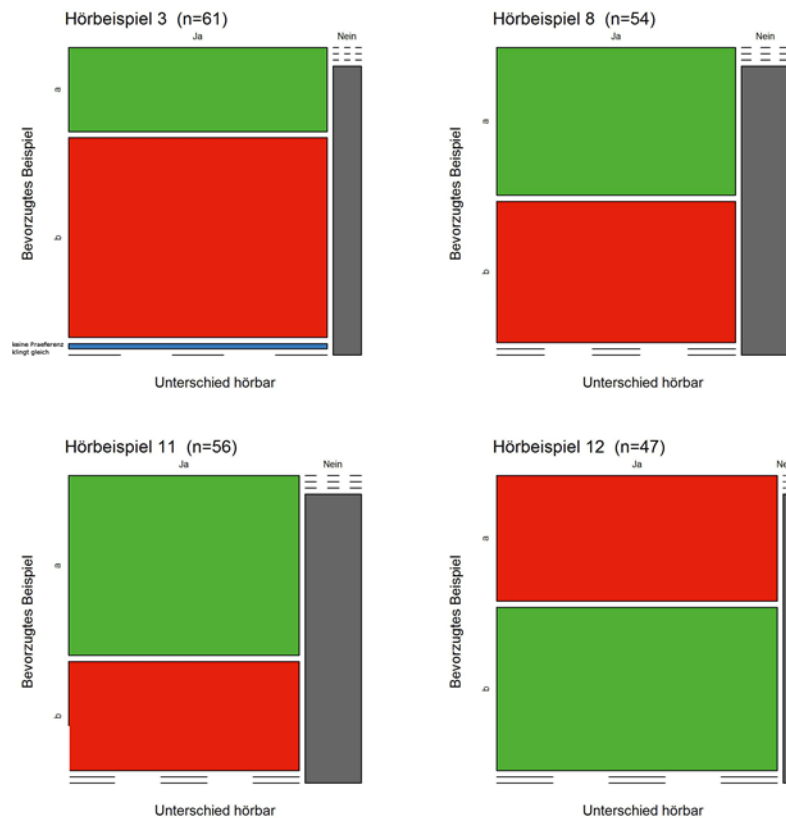 Hörbeispiel 3 (n=61)
Ja
Nein
a
b
Bevorzugtes Beispiel
keine Praeferenz
klingt gleich
Unterschied hörbar
Hörbeispiel 8 (n=54)
Ja
Nein
a
b
Bevorzugtes Beispiel
Unterschied hörbar
Hörbeispiel 11 (n=56)
Ja
Nein
a
b
Bevorzugtes Beispiel
Unterschied hörbar
Hörbeispiel 12 (n=47)
Ja
Ne
a
b
Bevorzugtes Beispiel
Unterschied hörbar